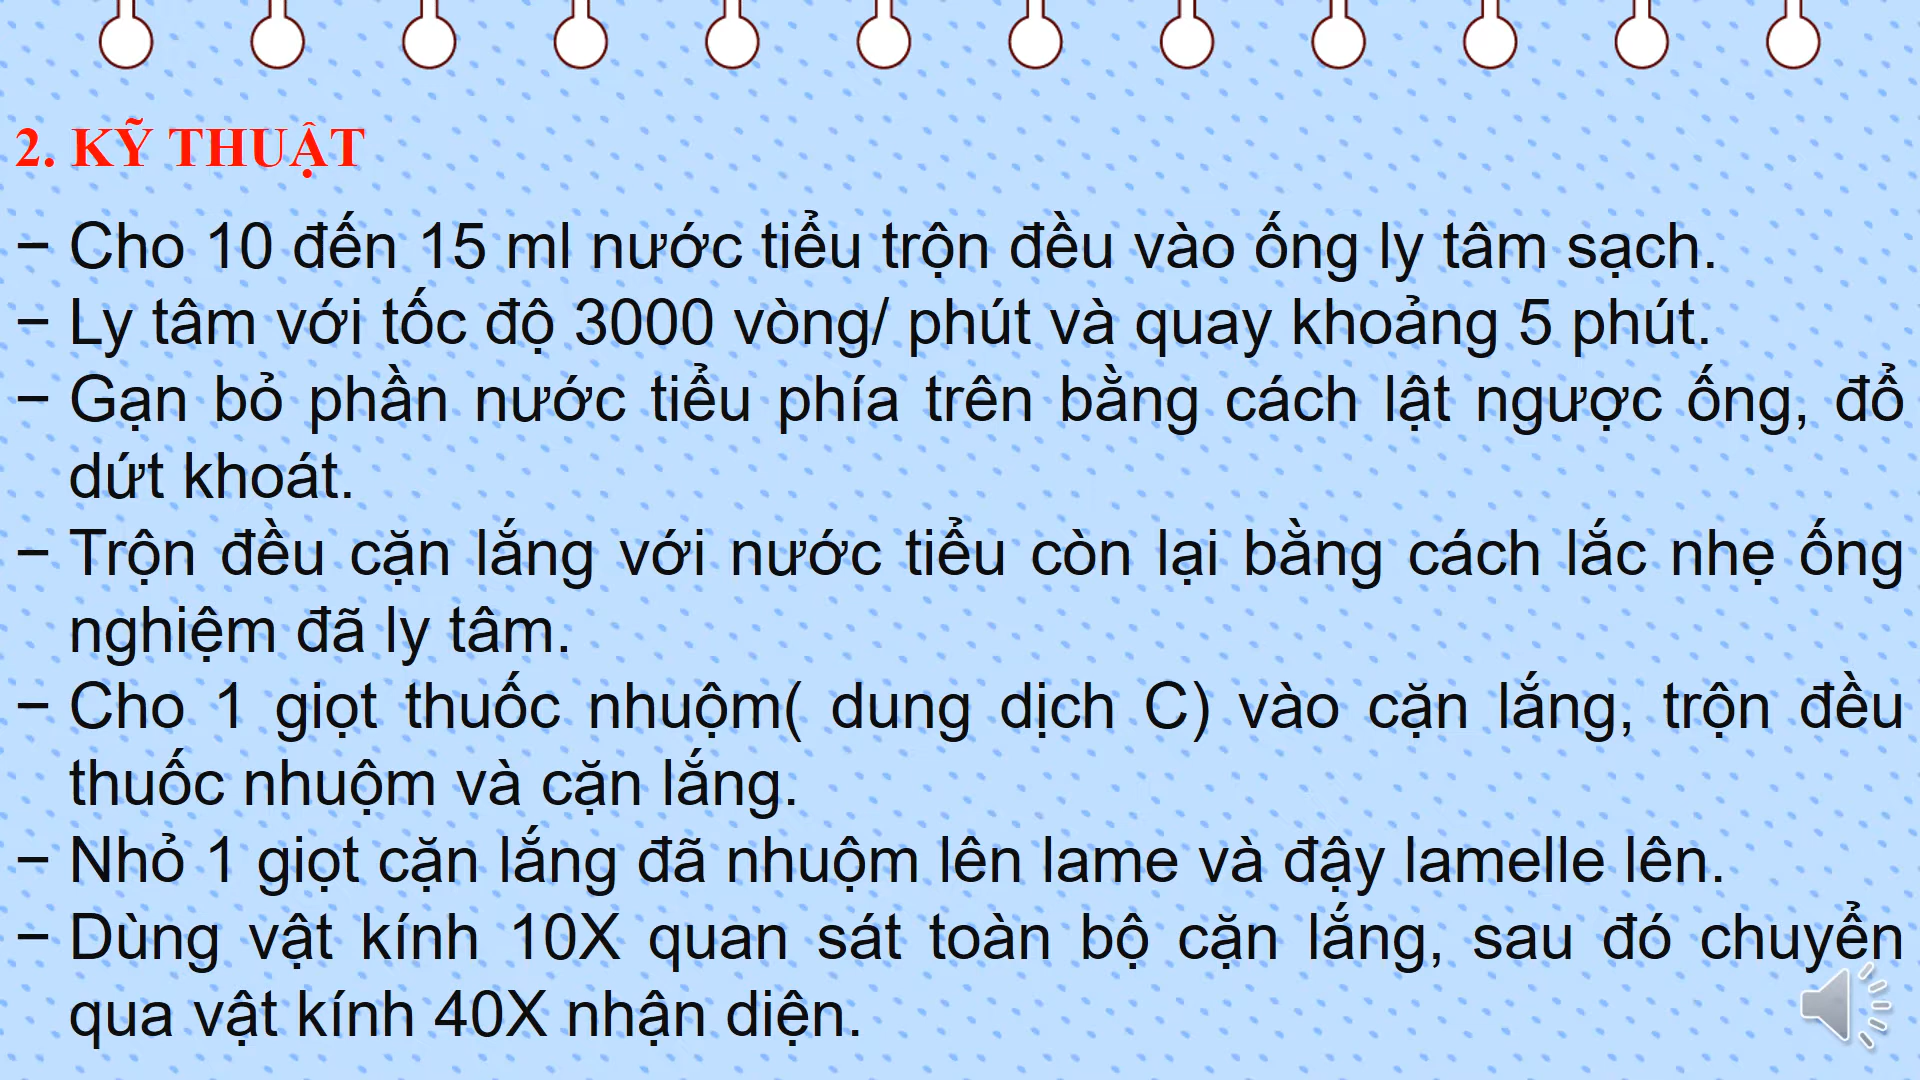 2. KỸ THUẬT
− Cho 10 đến 15 ml nước tiểu trộn đều vào ống ly tâm sạch.
− Ly tâm với tốc độ 3000 vòng/ phút và quay khoảng 5 phút.
− Gạn bỏ phần nước tiểu phía trên bằng cách lật ngược ống, đổ
dứt khoát.
− Trộn đều cặn lắng với nước tiểu còn lại bằng cách lắc nhẹ ống
nghiệm đã ly tâm.
− Cho 1 giọt thuốc nhuộm( dung dịch C) vào cặn lắng, trộn đều
thuốc nhuộm và cặn lắng.
− Nhỏ 1 giọt cặn lắng đã nhuộm lên lame và đậy lamelle lên.
− Dùng vật kính 10X quan sát toàn bộ cặn lắng, sau đó chuyển
qua vật kính 40X nhận diện.